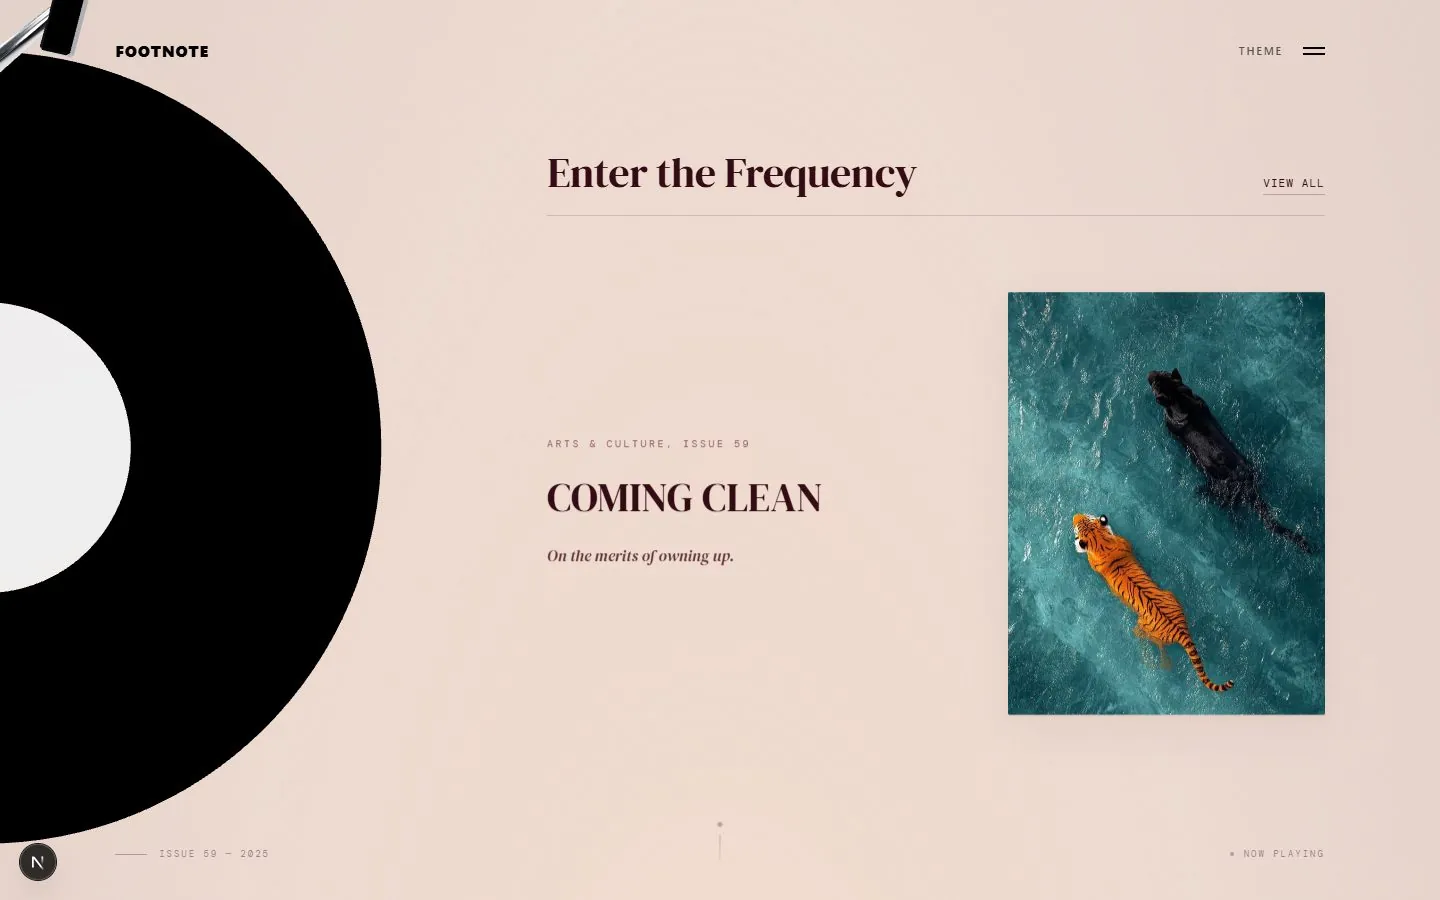 FOOTNOTE
THEME
Enter the Frequency
VIEW ALL
ARTS & CULTURE, ISSUE 59
COMING CLEAN
On the merits of owning up.
N
ISSUE 59 — 2025
NOW PLAYING